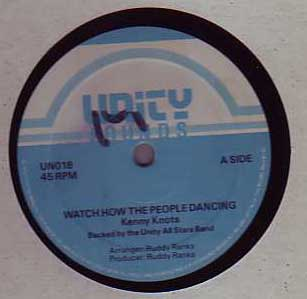 UNITY
SOUNDS
UN018
45 RPM
A SIDE
WATCH HOW THE PEOPLE DANCING
Kenny Knots
Backed by the Unity All Stars Band
Arranger: Ruddy Ranks
Producer: Ruddy Ranks